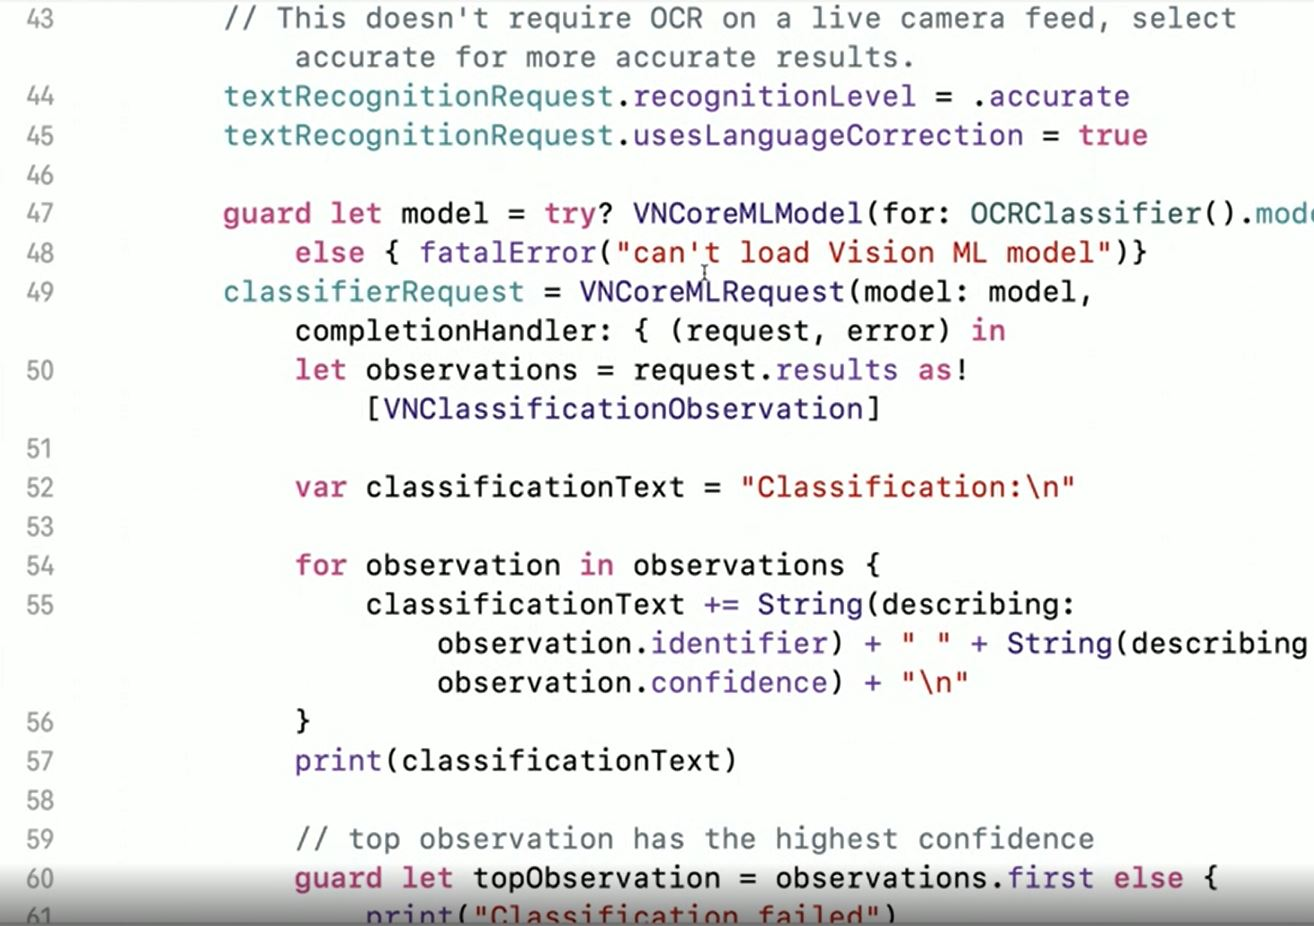 43 // This doesn't require OCR on a live camera feed, select
accurate for more accurate results.
44 textRecognitionRequest.recognitionLevel = .accurate
45 textRecognitionRequest.usesLanguageCorrection = true
46
47 guard let model = try? VNCoreMLModel(for: OCRClassifier().mod
48 else { fatalError("can't load Vision ML model")}
49 classifierRequest = VNCoreMLRequest(model: model,
completionHandler: { (request, error) in
50 let observations = request.results as!
[VNClassificationObservation]
51
52 var classificationText = "Classification:\n"
53
54 for observation in observations {
55 classificationText += String(describing:
observation.identifier) + " " + String(describing
observation.confidence) + "\n"
56 }
57 print(classificationText)
58
59 // top observation has the highest confidence
60 guard let topObservation = observations.first else {
61 print("Classification failed")